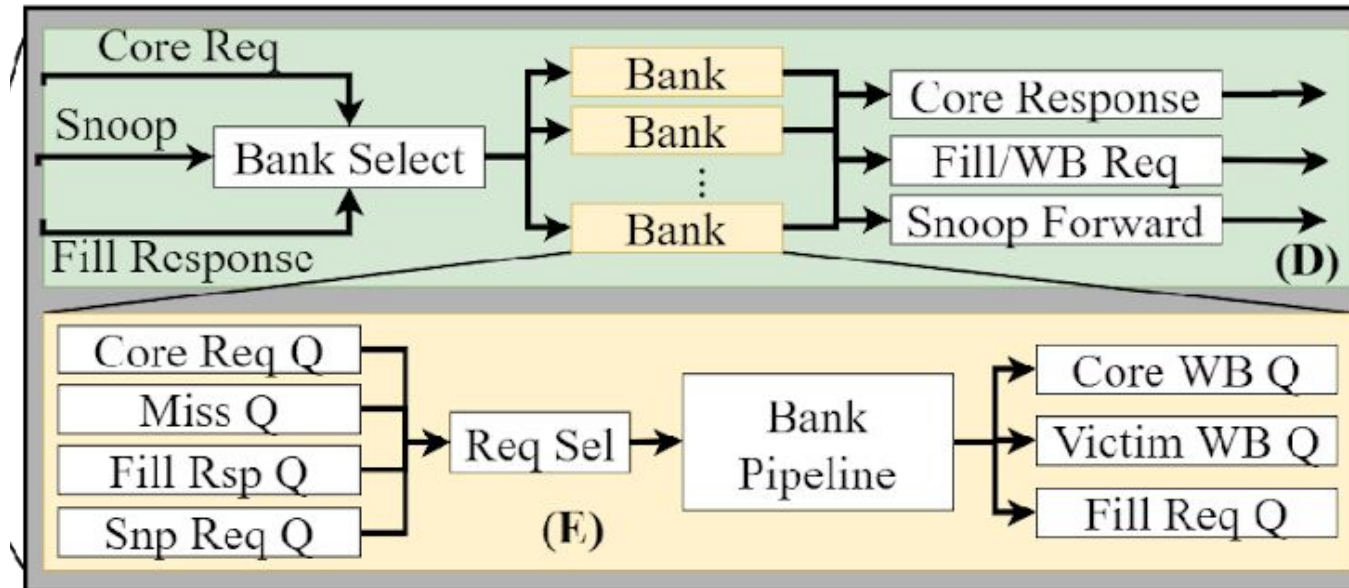 Core Req
Snoop
Fill Response
Bank Select
Bank
Bank
⋮
Bank
Core Response
Fill/WB Req
Snoop Forward
(D)
Core Req Q
Miss Q
Fill Rsp Q
Snp Req Q
Req Sel
(E)
Bank
Pipeline
Core WB Q
Victim WB Q
Fill Req Q